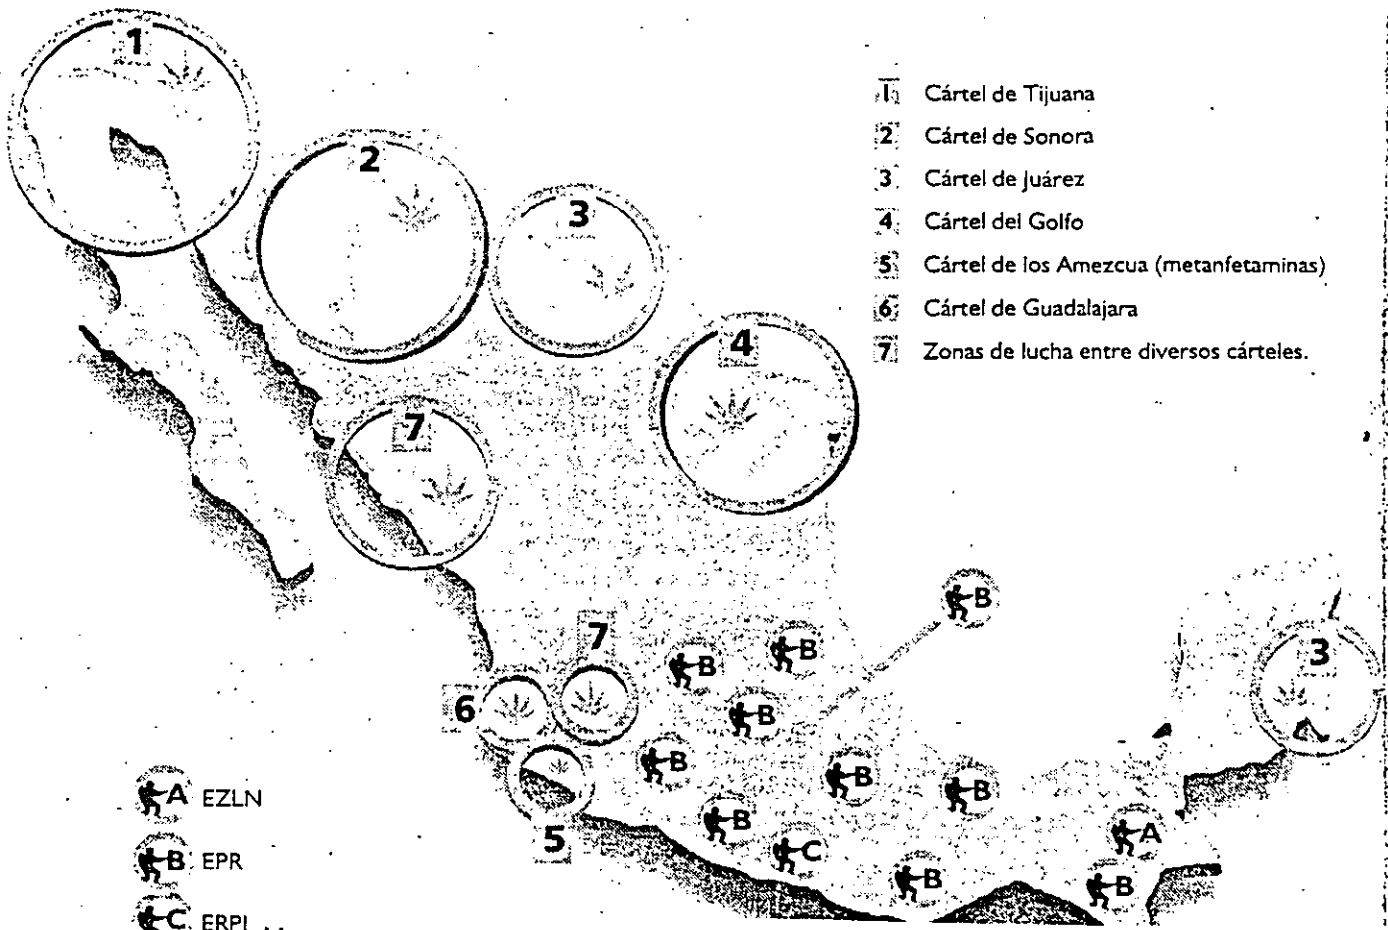 1
1 Cártel de Tijuana
2 Cártel de Sonora
3 Cártel de Juárez
4 Cártel del Golfo
5 Cártel de los Amezcua (metanfetaminas)
6 Cártel de Guadalajara
7 Zonas de lucha entre diversos cárteles.
2
3
4
7
B
7
B
B
3
6
B
B
B
B
A EZLN
B
A
5
C
B EPR
B
B
C ERPI